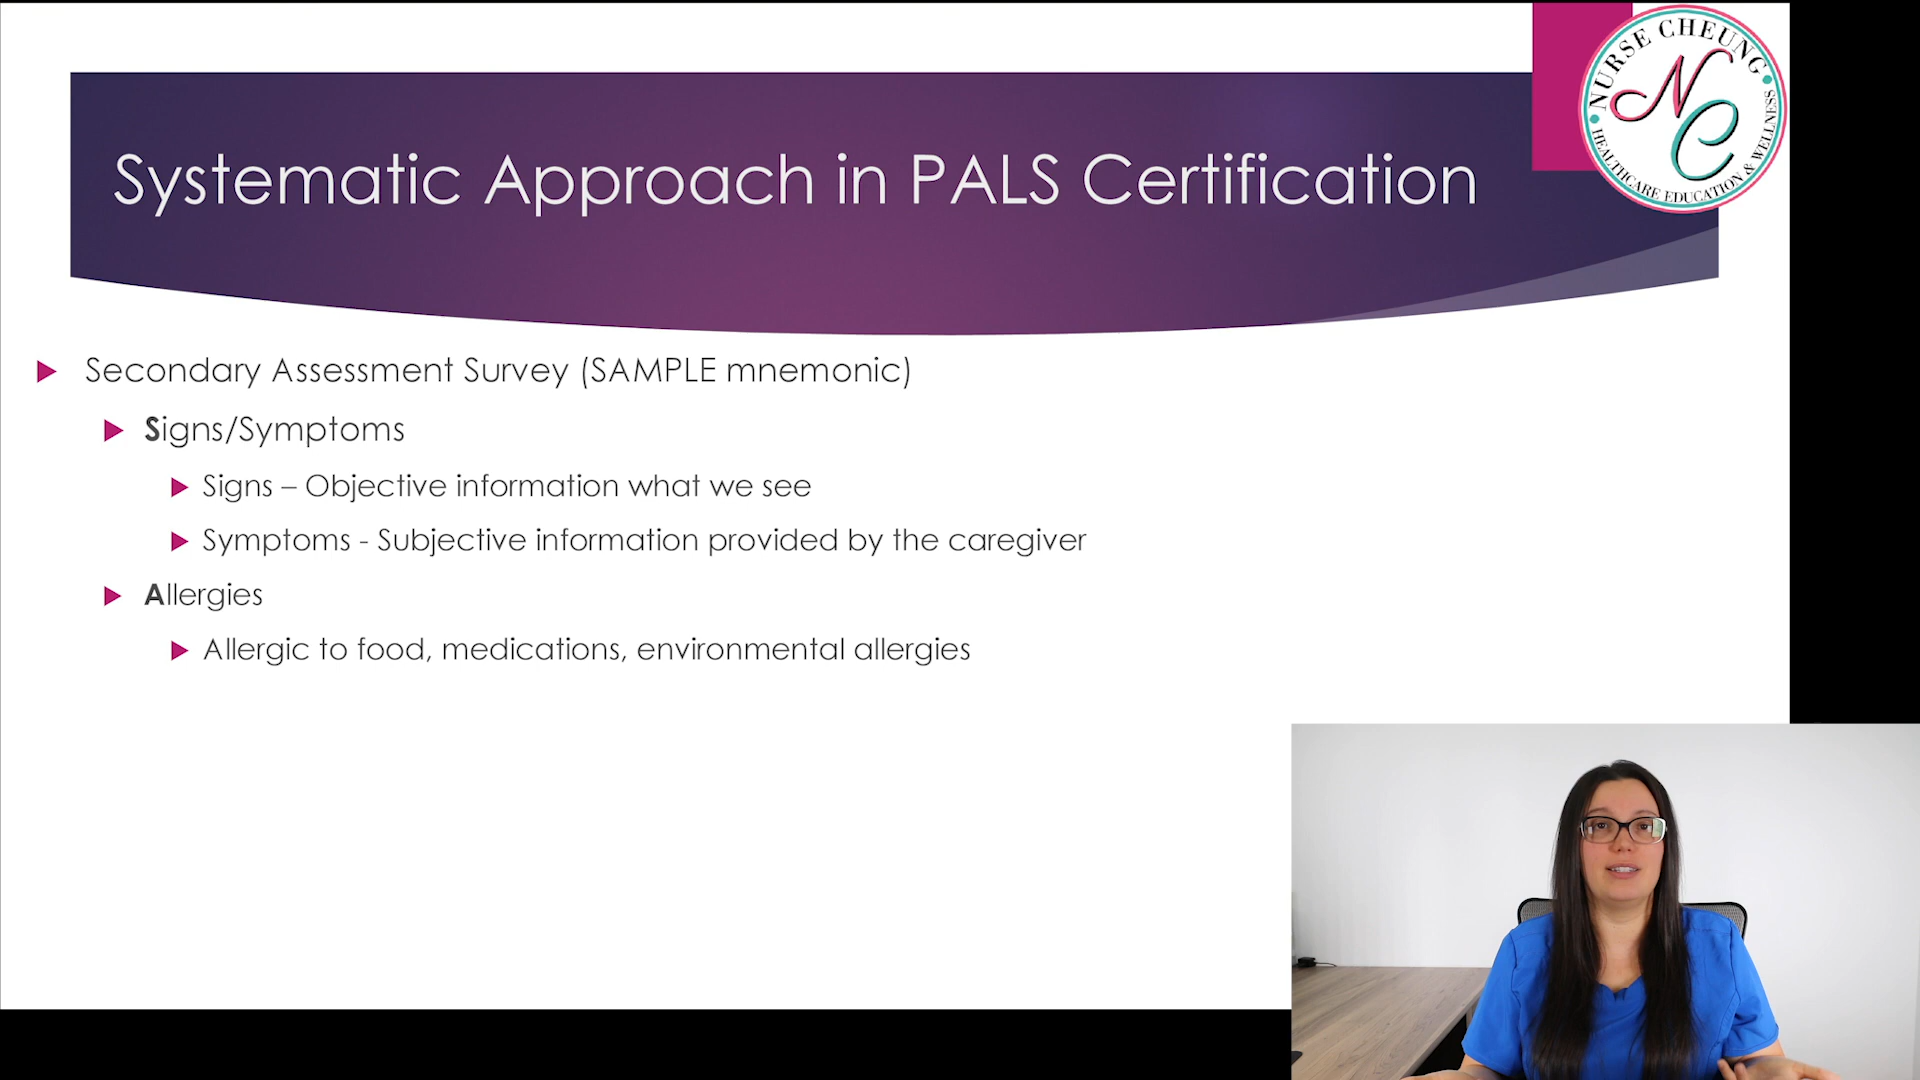 NURSE CHEUNG
NC
HEALTHCARE EDUCATION & WELLNESS
Systematic Approach in PALS Certification
Secondary Assessment Survey (SAMPLE mnemonic)
Signs/Symptoms
Signs – Objective information what we see
Symptoms - Subjective information provided by the caregiver
Allergies
Allergic to food, medications, environmental allergies